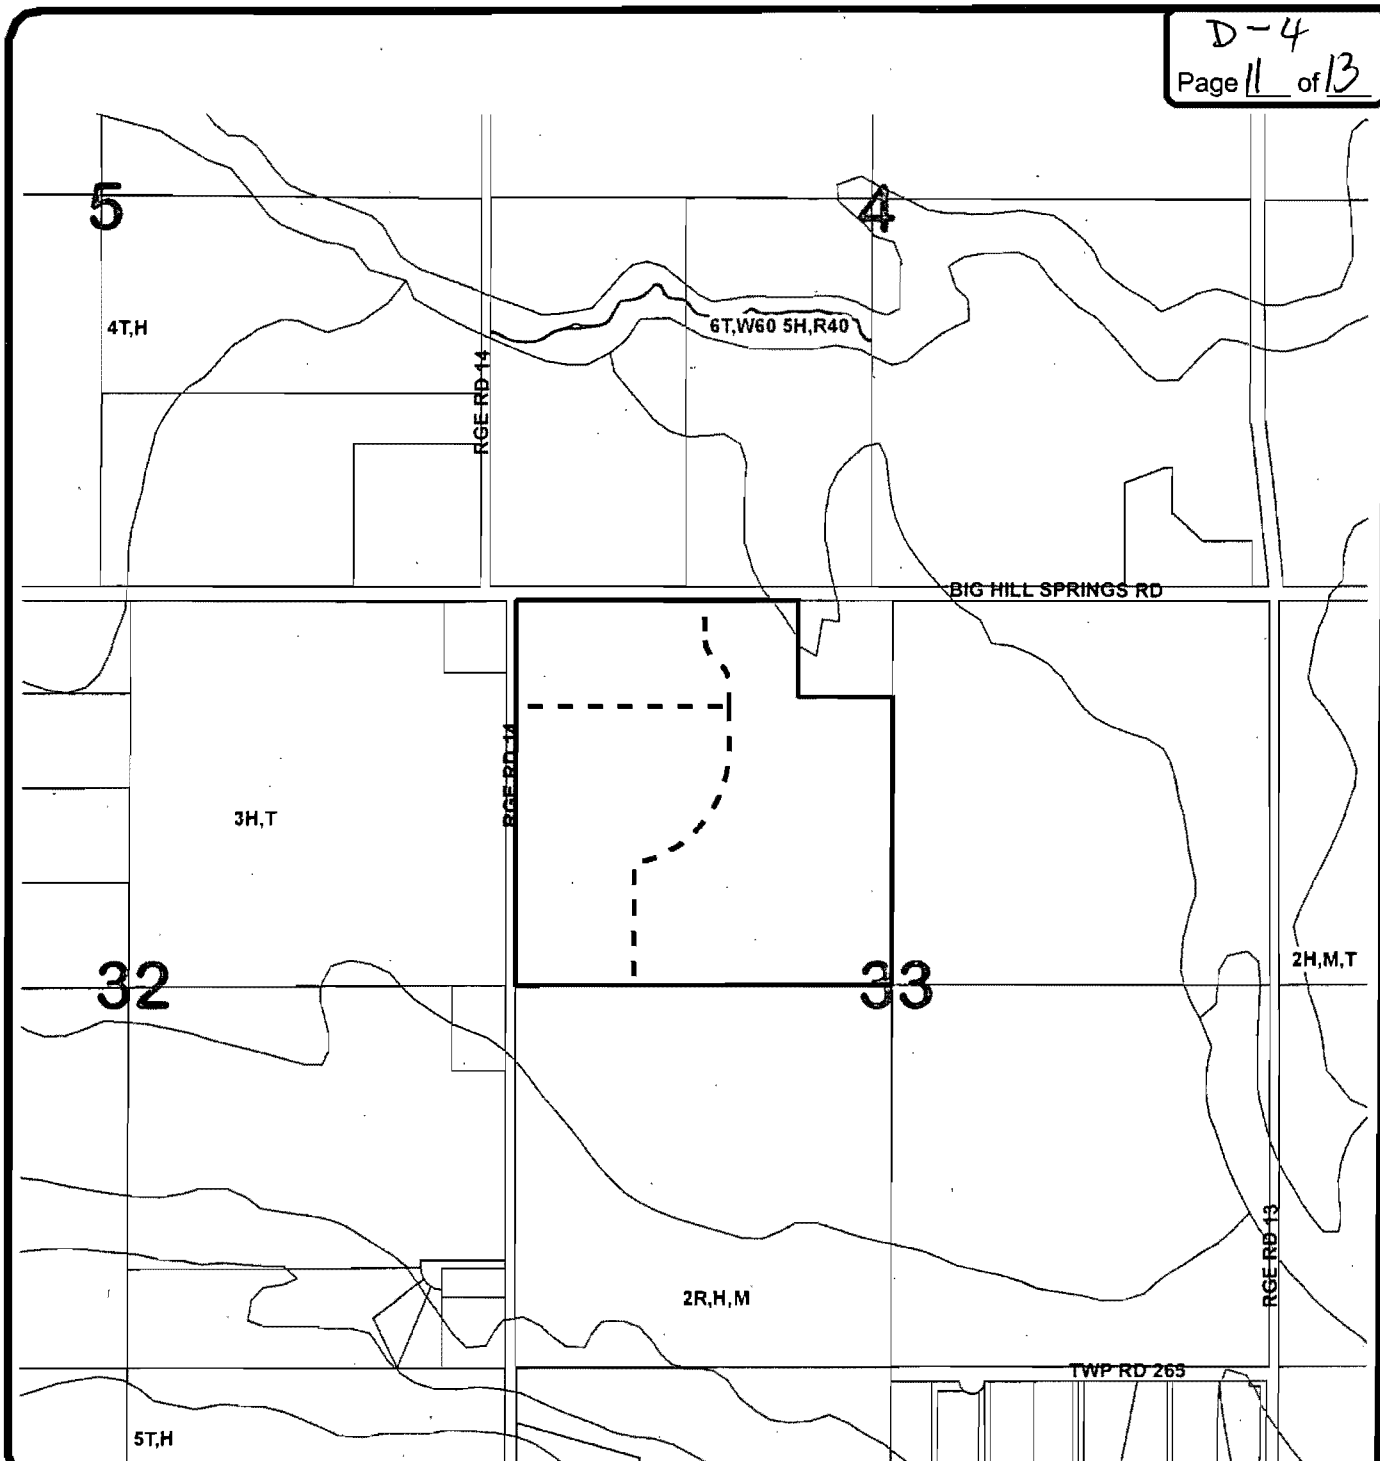 D-4
Page 11 of 13
5
4
4T,H
6T,W60 5H,R40
RGE RD 14
BIG HILL SPRINGS RD
RGE RD 14
3H,T
32
33
2H,M,T
RGE RD 13
2R,H,M
TWP RD 265
5T,H